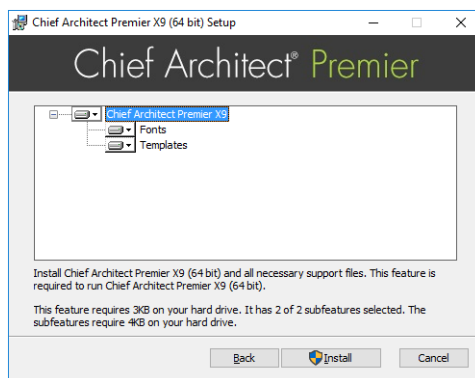 Chief Architect Premier X9 (64 bit) Setup
Chief Architect® Premier
Chief Architect Premier X9
Fonts
Templates
Install Chief Architect Premier X9 (64 bit) and all necessary support files. This feature is
required to run Chief Architect Premier X9 (64 bit).
This feature requires 3KB on your hard drive. It has 2 of 2 subfeatures selected. The
subfeatures require 4KB on your hard drive.
Back Install Cancel